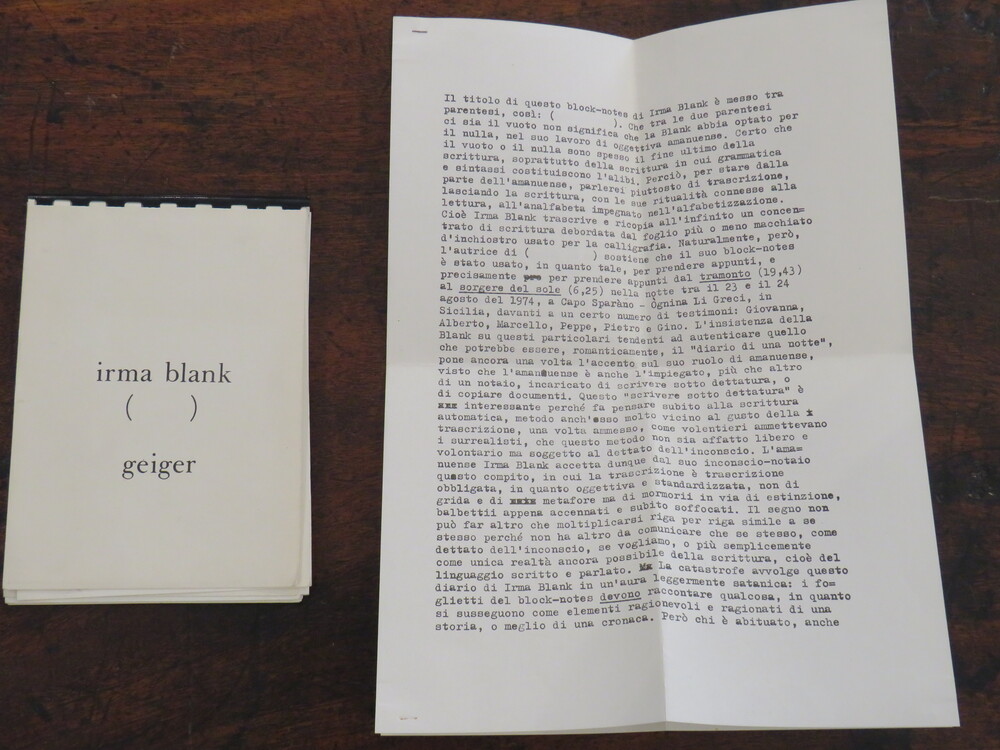 irma blank
( )
geiger
Il titolo di questo block-notes di Irma Blank è messo tra
parentesi, così: ( ). Che tra le due parentesi
ci sia il vuoto non significa che la Blank abbia optato per
il nulla, nel suo lavoro di oggettiva amanuense. Certo che
il vuoto o il nulla sono spesso il fine ultimo della
scrittura, soprattutto della scrittura in cui grammatica
e sintassi costituiscono l'alibi. Perciò, per stare dalla
parte dell'amanuense, parlerei piuttosto di trascrizione,
lasciando la scrittura, con le sue ritualità connesse alla
lettura, all'analfabeta impegnato nell'alfabetizzazione.
Cioè Irma Blank trascrive e ricopia all'infinito un concen=
trato di scrittura debordata dal foglio più o meno macchiato
d'inchiostro usato per la calligrafia. Naturalmente, però,
l'autrice di ( ) sostiene che il suo block-notes
è stato usato, in quanto tale, per prendere appunti, e
precisamente per prendere appunti dal tramonto (19,43)
al sorgere del sole (6,25) nella notte tra il 23 e il 24
agosto del 1974, a Capo Sparàno - Ògnina Li Greci, in
Sicilia, davanti a un certo numero di testimoni: Giovanna,
Alberto, Marcello, Peppe, Pietro e Gino. L'insistenza della
Blank su questi particolari tendenti ad autenticare quello
che potrebbe essere, romanticamente, il "diario di una notte",
pone ancora una volta l'accento sul suo ruolo di amanuense,
visto che l'amanuense è anche l'impiegato, più che altro
di un notaio, incaricato di scrivere sotto dettatura, o
di copiare documenti. Questo "scrivere sotto dettatura" è
xxx interessante perché fa pensare subito alla scrittura
automatica, metodo anch'esso molto vicino al gusto della x
trascrizione, una volta ammesso, come volentieri ammettevano
i surrealisti, che questo metodo non sia affatto libero e
volontario ma soggetto al dettato dell'inconscio. L'ama=
nuense Irma Blank accetta dunque dal suo inconscio-notaio
questo compito, in cui la trascrizione è trascrizione
obbligata, in quanto oggettiva e standardizzata, non di
grida e di xxxx metafore ma di mormorii in via di estinzione,
balbettii appena accennati e subito soffocati. Il segno non
può far altro che moltiplicarsi riga per riga simile a se
stesso perché non ha altro da comunicare che se stesso, come
dettato dell'inconscio, se vogliamo, o più semplicemente
come unica realtà ancora possibile della scrittura, cioè del
linguaggio scritto e parlato. La catastrofe avvolge questo
diario di Irma Blank in un'aura leggermente satanica: i fo=
glietti del block-notes devono raccontare qualcosa, in quanto
si susseguono come elementi ragionevoli e ragionati di una
storia, o meglio di una cronaca. Però chi è abituato, anche